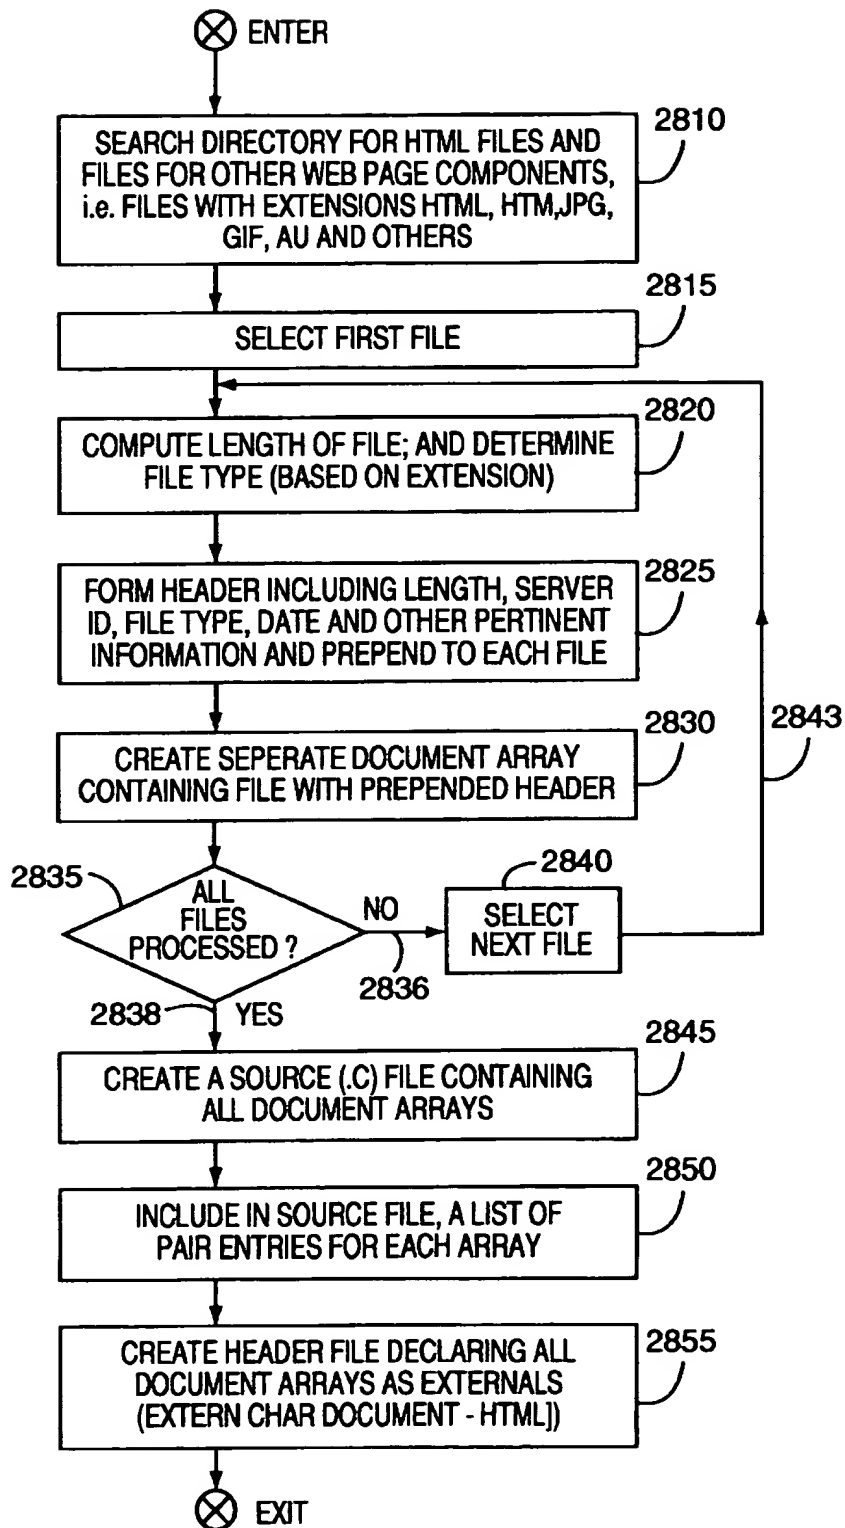 ENTER
SEARCH DIRECTORY FOR HTML FILES AND
FILES FOR OTHER WEB PAGE COMPONENTS,
i.e. FILES WITH EXTENSIONS HTML, HTM,JPG,
GIF, AU AND OTHERS
2810
SELECT FIRST FILE
2815
COMPUTE LENGTH OF FILE; AND DETERMINE
FILE TYPE (BASED ON EXTENSION)
2820
FORM HEADER INCLUDING LENGTH, SERVER
ID, FILE TYPE, DATE AND OTHER PERTINENT
INFORMATION AND PREPEND TO EACH FILE
2825
CREATE SEPERATE DOCUMENT ARRAY
CONTAINING FILE WITH PREPENDED HEADER
2830
2843
2835
ALL
FILES
PROCESSED ?
NO
2836
2840
SELECT
NEXT FILE
2838
YES
CREATE A SOURCE (.C) FILE CONTAINING
ALL DOCUMENT ARRAYS
2845
INCLUDE IN SOURCE FILE, A LIST OF
PAIR ENTRIES FOR EACH ARRAY
2850
CREATE HEADER FILE DECLARING ALL
DOCUMENT ARRAYS AS EXTERNALS
(EXTERN CHAR DOCUMENT - HTML])
2855
EXIT